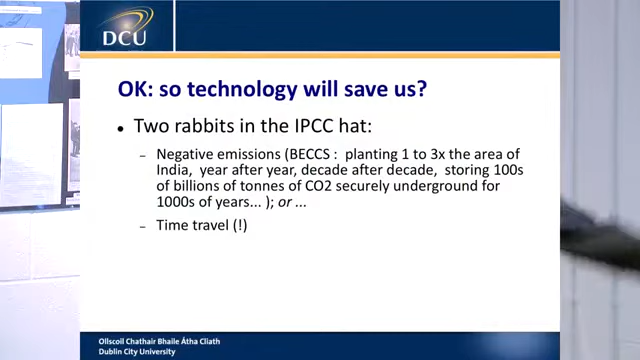 DCU
OK: so technology will save us?
• Two rabbits in the IPCC hat:
– Negative emissions (BECCS : planting 1 to 3x the area of
India, year after year, decade after decade, storing 100s
of billions of tonnes of CO2 securely underground for
1000s of years... ); or ...
– Time travel (!)
Ollscoil Chathair Bhaile Átha Cliath
Dublin City University